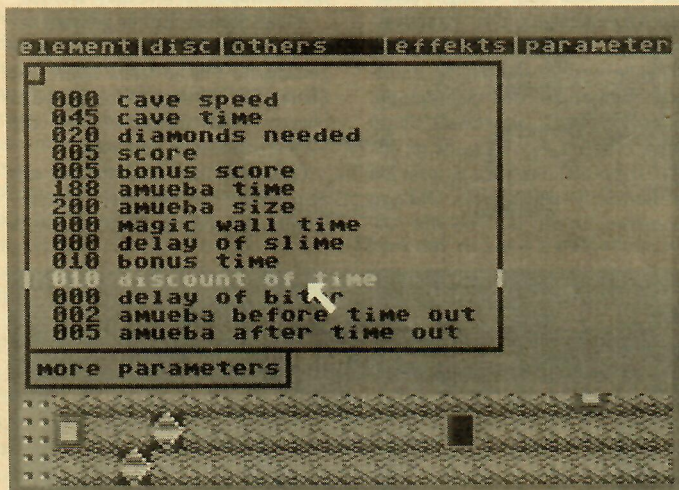 element|disc|others |effekts|parameter
000 cave speed
045 cave time
020 diamonds needed
005 score
005 bonus score
188 amueba time
200 amueba size
000 magic wall time
000 delay of slime
010 bonus time
010 discount of time
000 delay of biter
002 amueba before time out
005 amueba after time out
more parameters